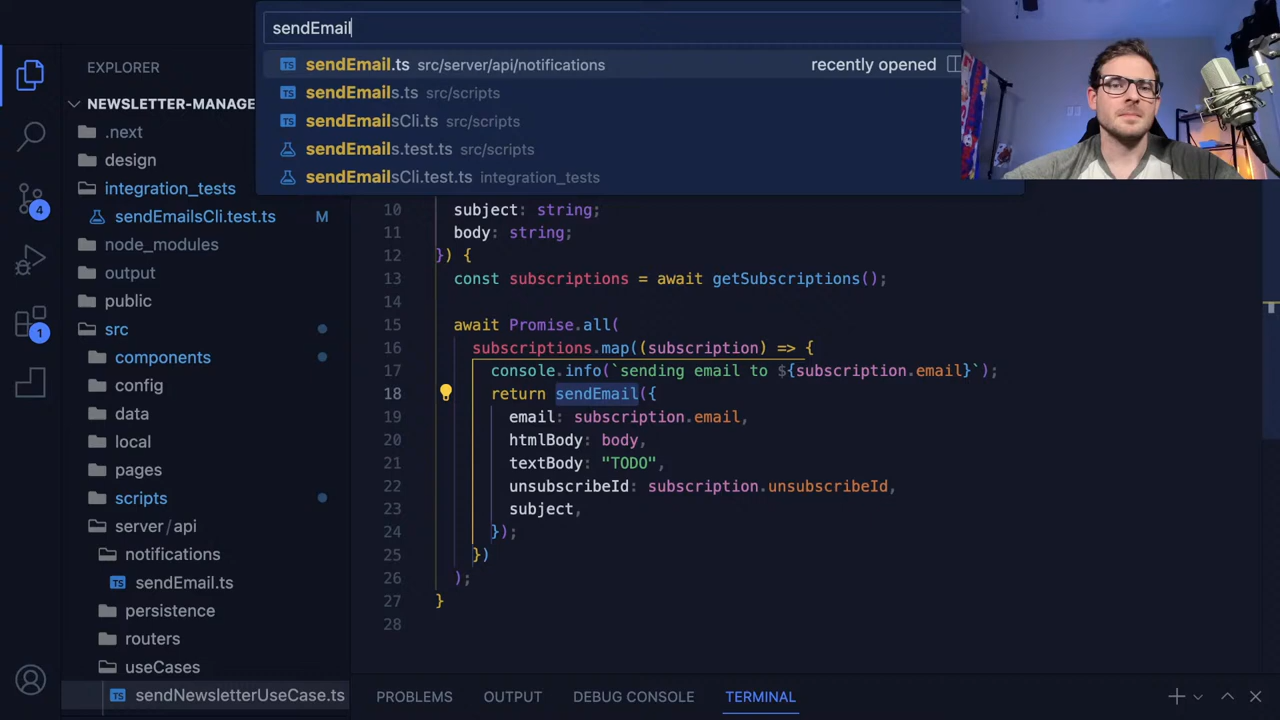 sendEmail
TS sendEmail.ts src/server/api/notifications recently opened
TS sendEmails.ts src/scripts
TS sendEmailsCli.ts src/scripts
sendEmails.test.ts src/scripts
sendEmailsCli.test.ts integration_tests
EXPLORER
NEWSLETTER-MANAGE
.next
design
integration_tests
sendEmailsCli.test.ts M
node_modules
output
public
src
components
config
data
local
pages
scripts
server/api
notifications
TS sendEmail.ts
persistence
routers
useCases
TS sendNewsletterUseCase.ts
4
1
10 subject: string;
11 body: string;
12 }) {
13 const subscriptions = await getSubscriptions();
14
15 await Promise.all(
16 subscriptions.map((subscription) => {
17 console.info(`sending email to ${subscription.email}`);
18 return sendEmail({
19 email: subscription.email,
20 htmlBody: body,
21 textBody: "TODO",
22 unsubscribeId: subscription.unsubscribeId,
23 subject,
24 });
25 })
26 );
27 }
28
PROBLEMS OUTPUT DEBUG CONSOLE TERMINAL